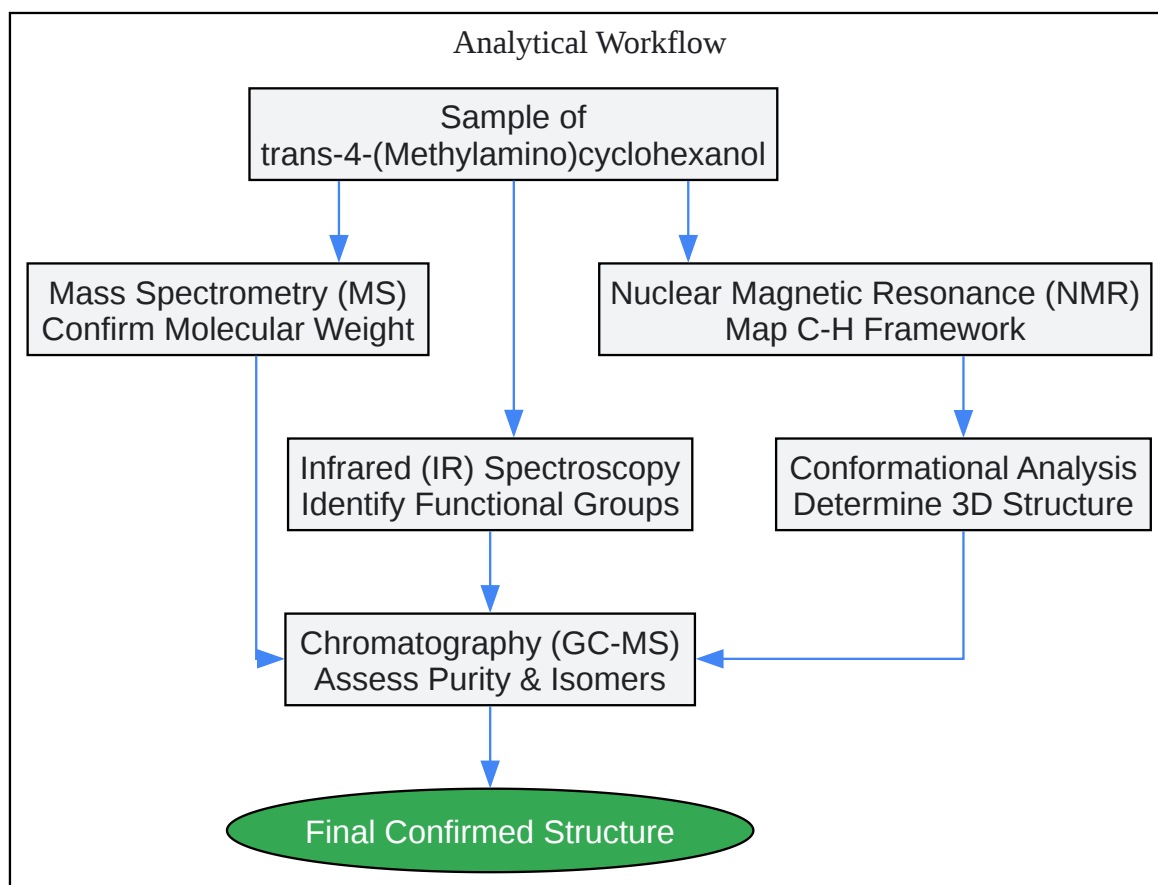 Analytical Workflow
Sample of
trans-4-(Methylamino)cyclohexanol
Mass Spectrometry (MS)
Confirm Molecular Weight
Nuclear Magnetic Resonance (NMR)
Map C-H Framework
Infrared (IR) Spectroscopy
Identify Functional Groups
Conformational Analysis
Determine 3D Structure
Chromatography (GC-MS)
Assess Purity & Isomers
Final Confirmed Structure